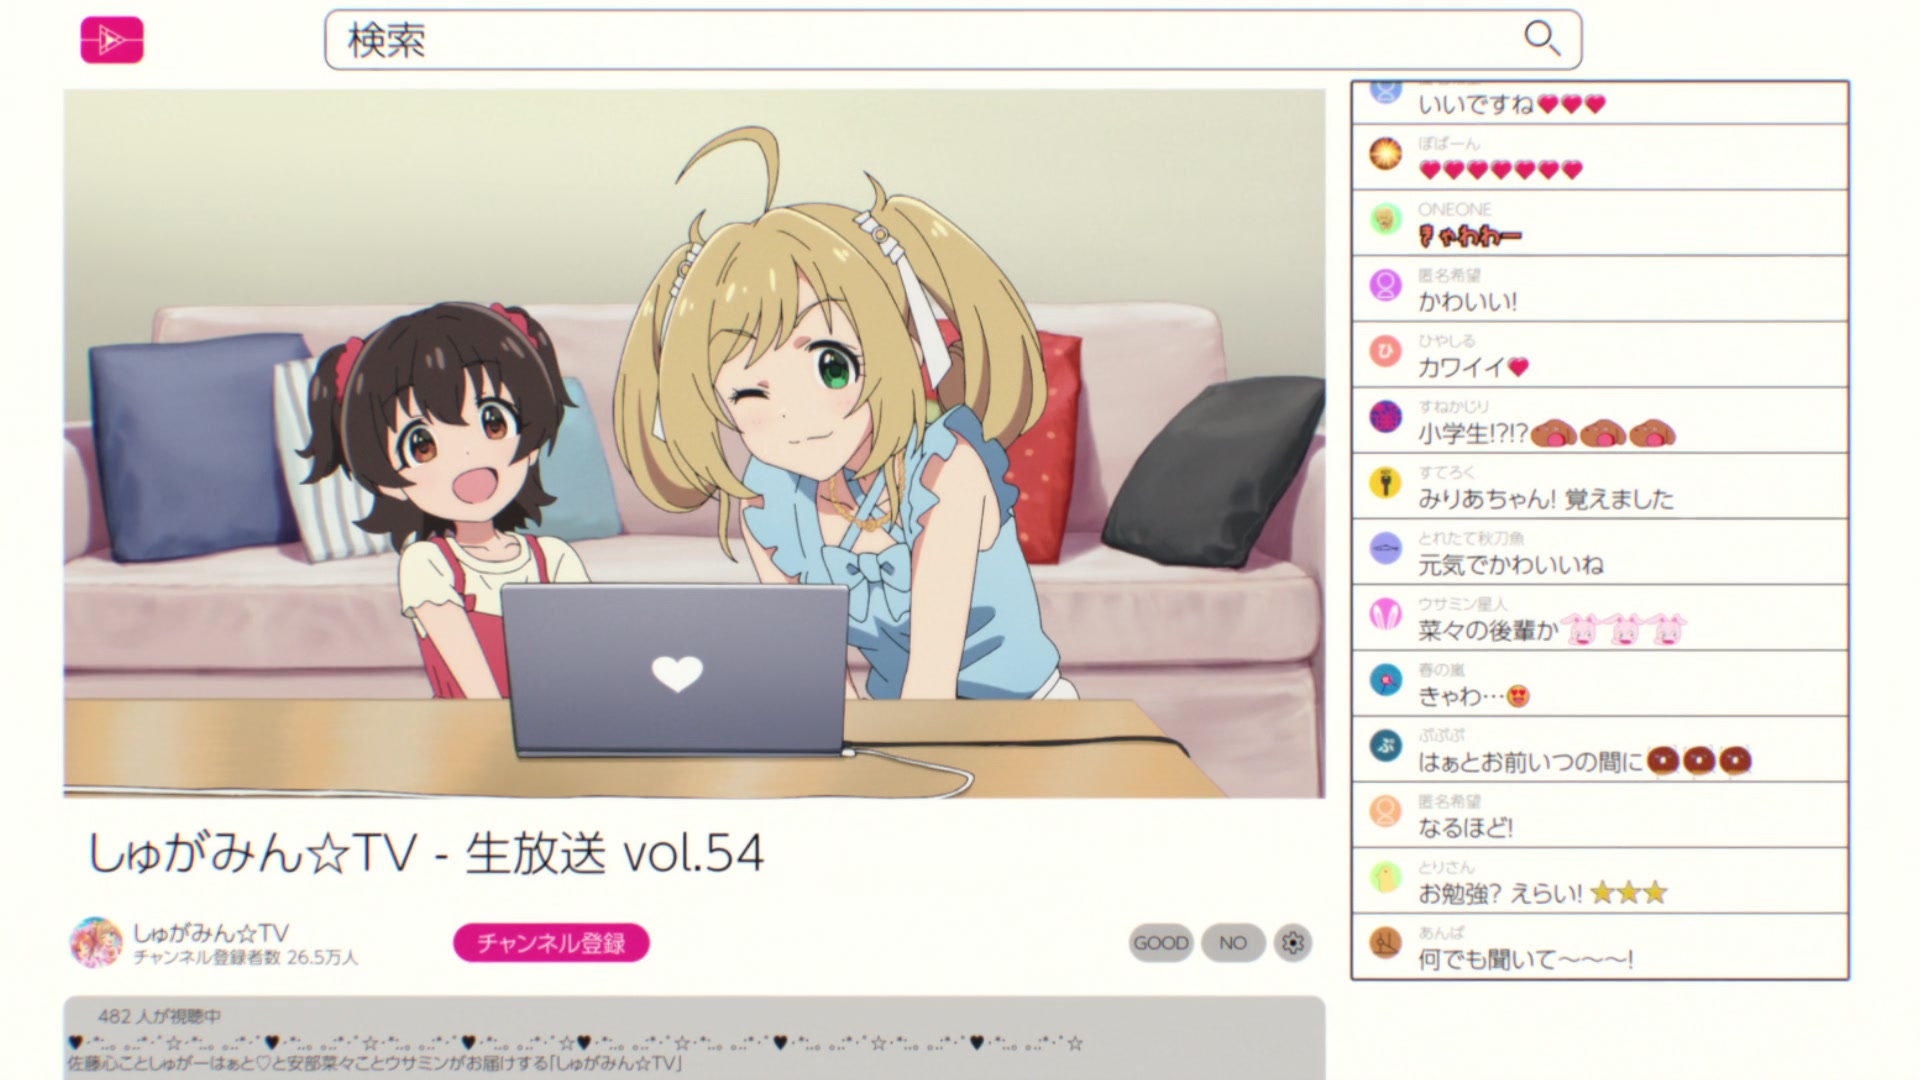 検索
いいですね❤❤❤
ぼばーん
❤❤❤❤❤❤❤
ONEONE
きゃわわー
匿名希望
かわいい!
ひ
ひやしる
カワイイ❤
すねかじり
小学生!?!?
すてろく
みりあちゃん! 覚えました
とれたて秋刀魚
元気でかわいいね
ウサミン星人
菜々の後輩か
春の嵐
きゃわ…😍
ぷ
ぷぷぷ
はぁとお前いつの間に🍩🍩🍩
匿名希望
なるほど!
とりさん
お勉強? えらい! ⭐⭐⭐
あんぱ
何でも聞いて〜〜〜!
しゅがみん☆TV - 生放送 vol.54
しゅがみん☆TV
チャンネル登録者数 26.5万人
チャンネル登録
GOOD
NO
482 人が視聴中
佐藤心ことしゅがーはぁと♡と安部菜々ことウサミンがお届けする「しゅがみん☆TV」